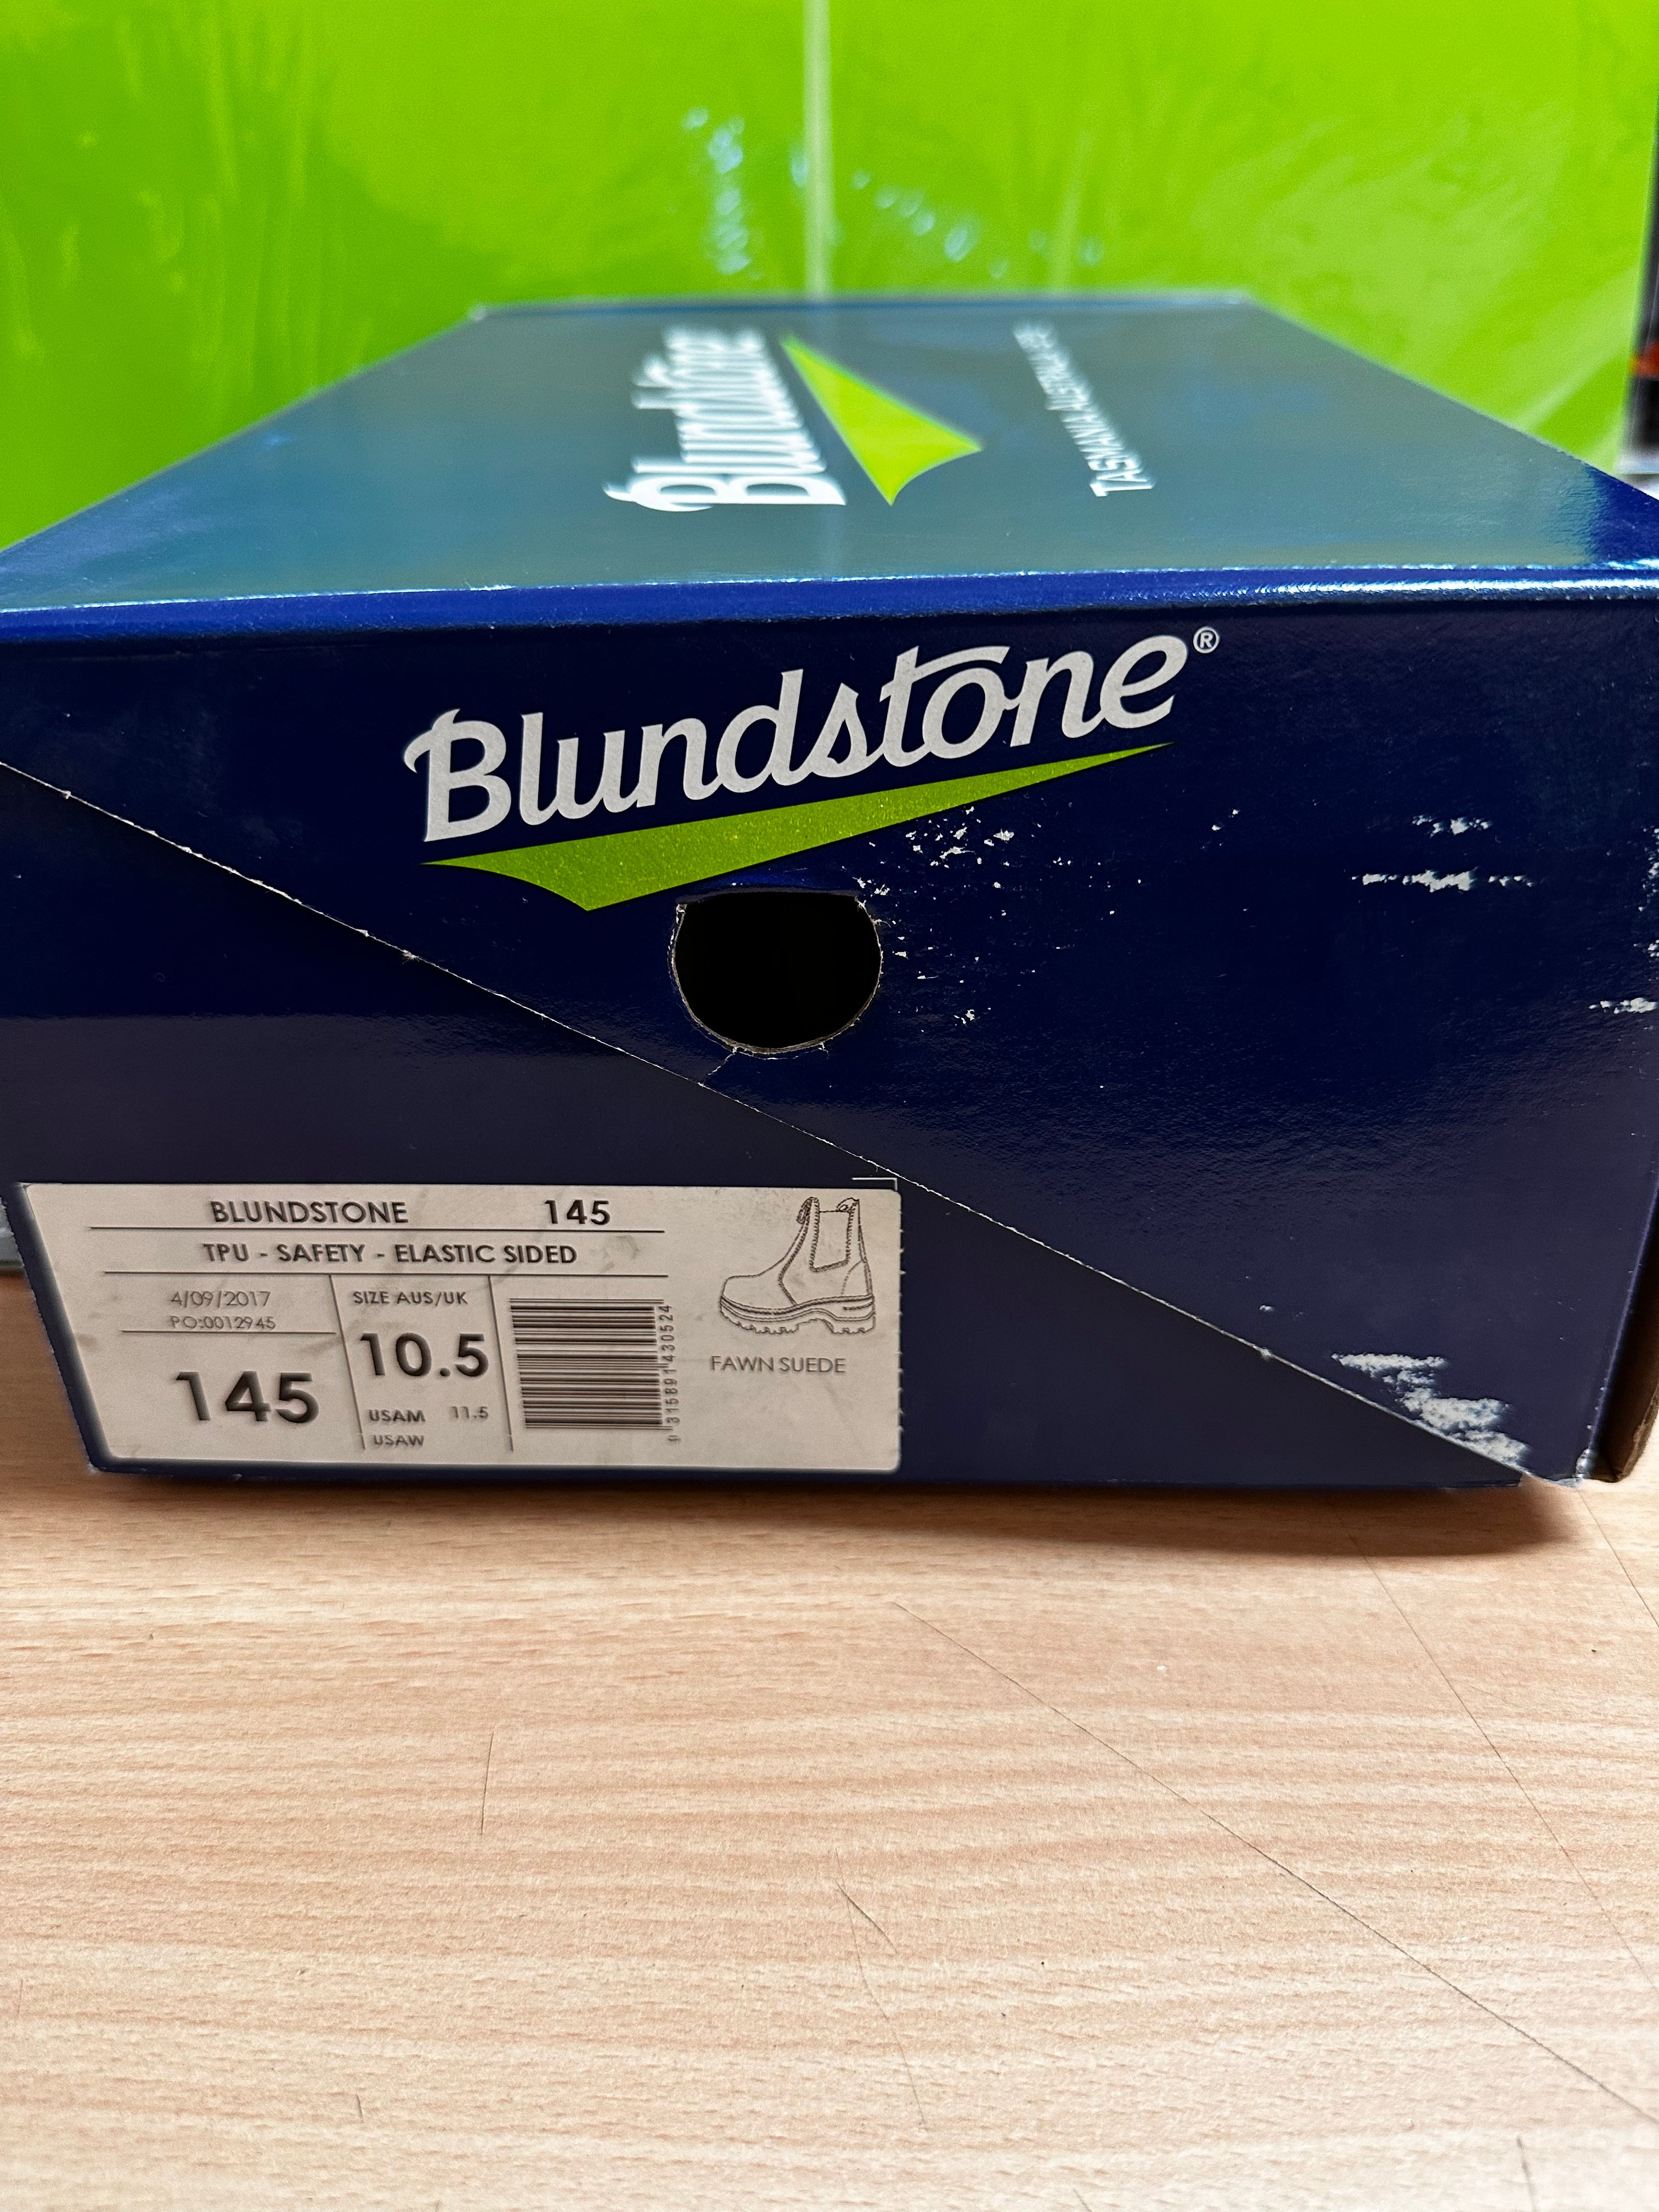 Blundstone
TASMANIA AUSTRALIA
Blundstone®
BLUNDSTONE 145
TPU - SAFETY - ELASTIC SIDED
4/09/2017
PO:0012945
145
SIZE AUS/UK
10.5
USAM 11.5
USAW
9315891430524
FAWN SUEDE